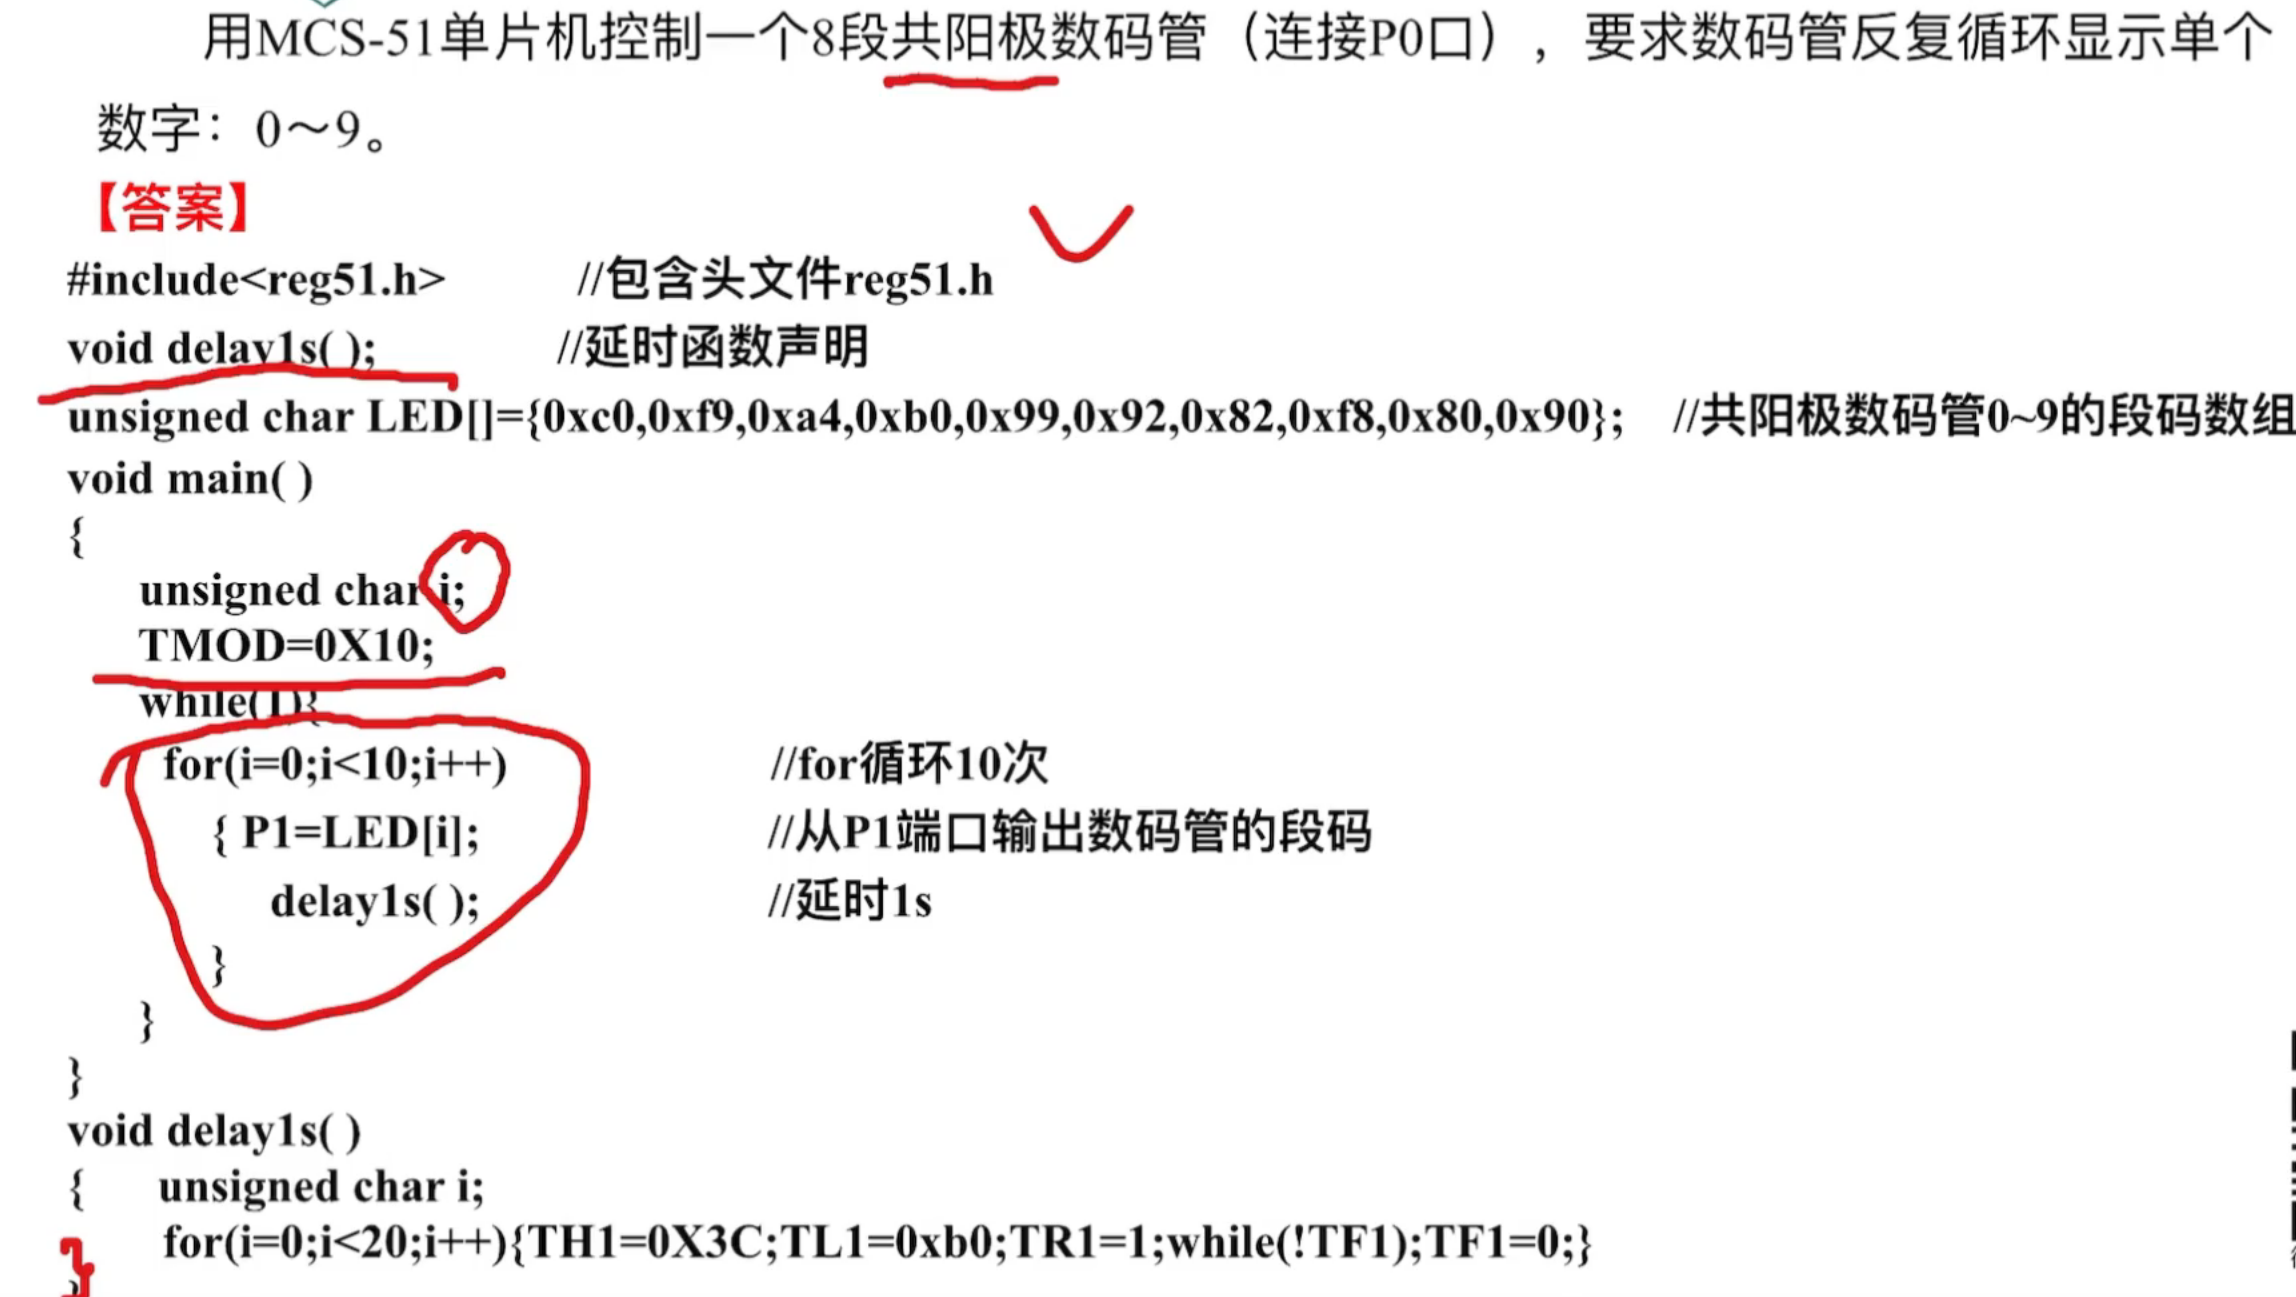 用MCS-51单片机控制一个8段共阳极数码管（连接P0口），要求数码管反复循环显示单个
数字：0～9。
【答案】
#include<reg51.h> //包含头文件reg51.h
void delay1s( ); //延时函数声明
unsigned char LED[]={0xc0,0xf9,0xa4,0xb0,0x99,0x92,0x82,0xf8,0x80,0x90}; //共阳极数码管0~9的段码数组
void main( )
{
unsigned char i;
TMOD=0X10;
while(1){
for(i=0;i<10;i++) //for循环10次
{ P1=LED[i]; //从P1端口输出数码管的段码
delay1s( ); //延时1s
}
}
}
void delay1s( )
{ unsigned char i;
for(i=0;i<20;i++){TH1=0X3C;TL1=0xb0;TR1=1;while(!TF1);TF1=0;}
}